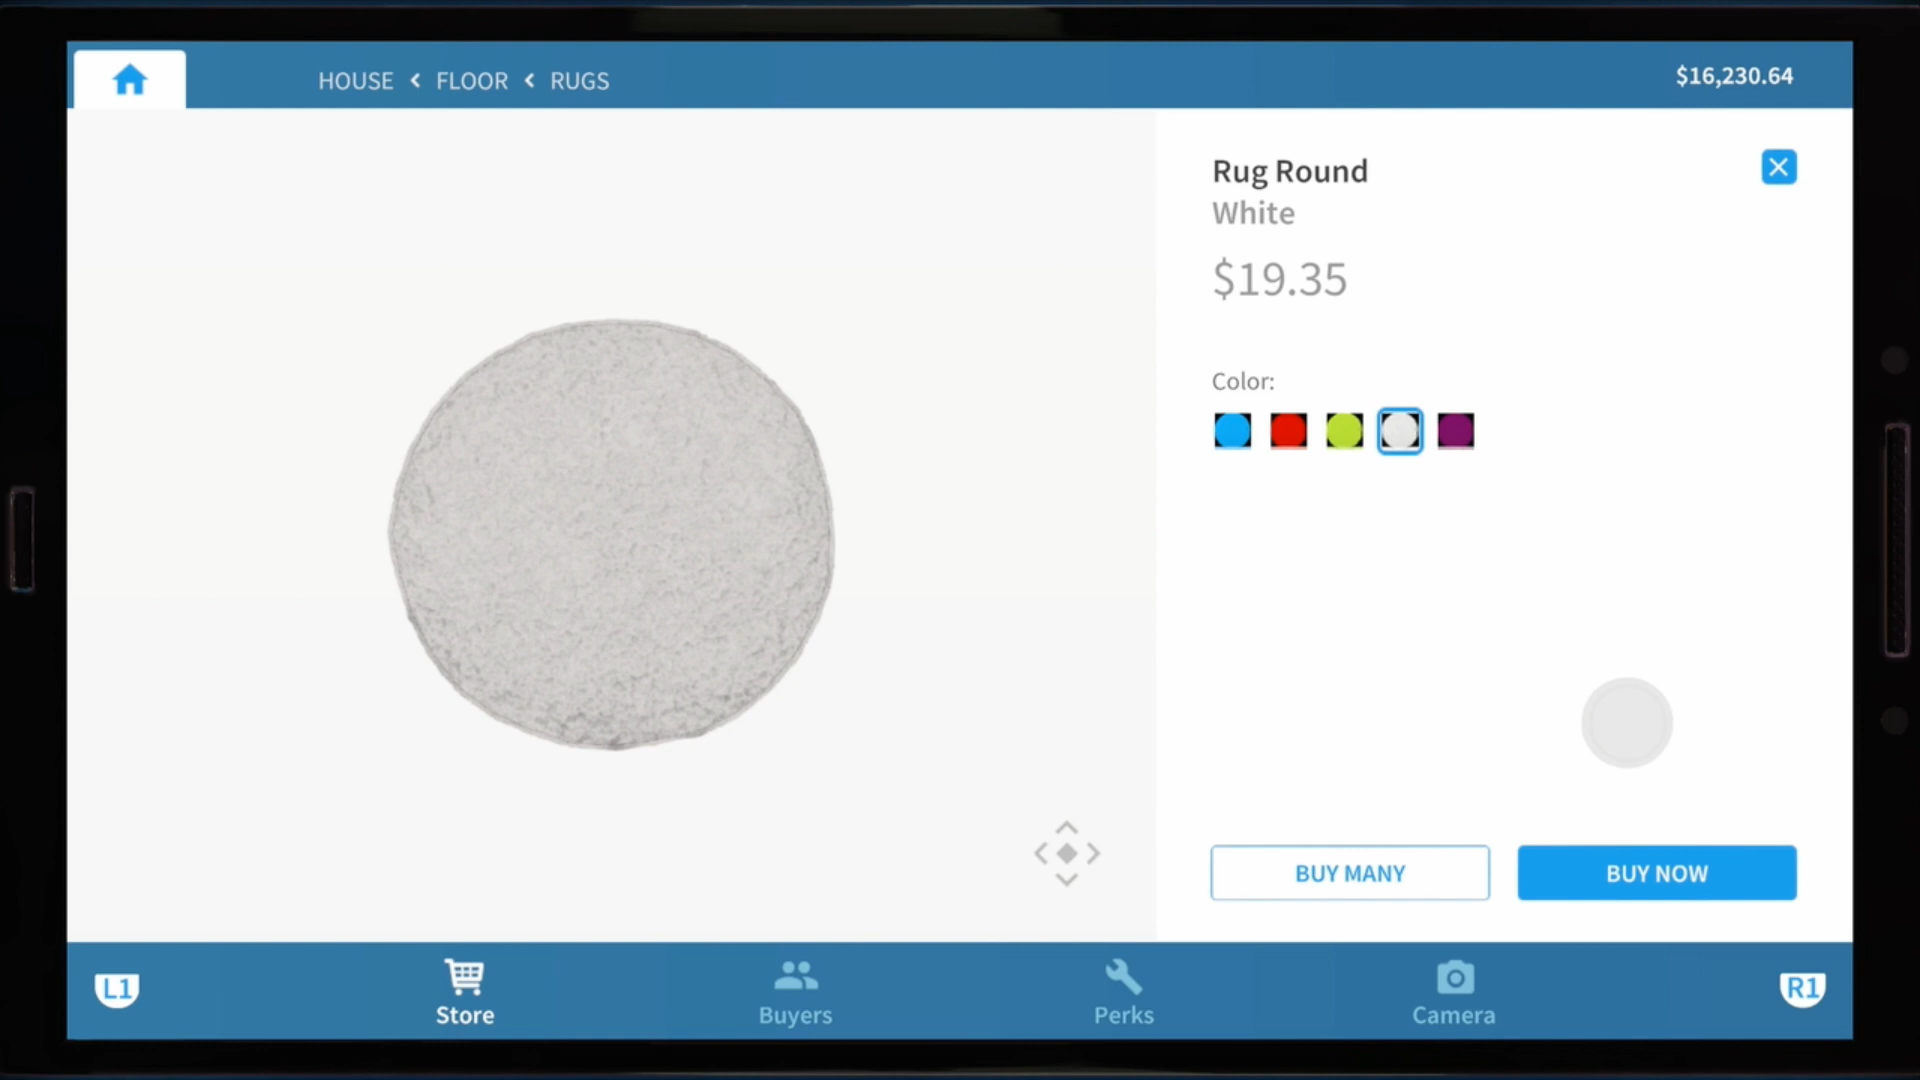 HOUSE < FLOOR < RUGS
$16,230.64
Rug Round
White
$19.35
Color:
BUY MANY
BUY NOW
L1
Store
Buyers
Perks
Camera
R1